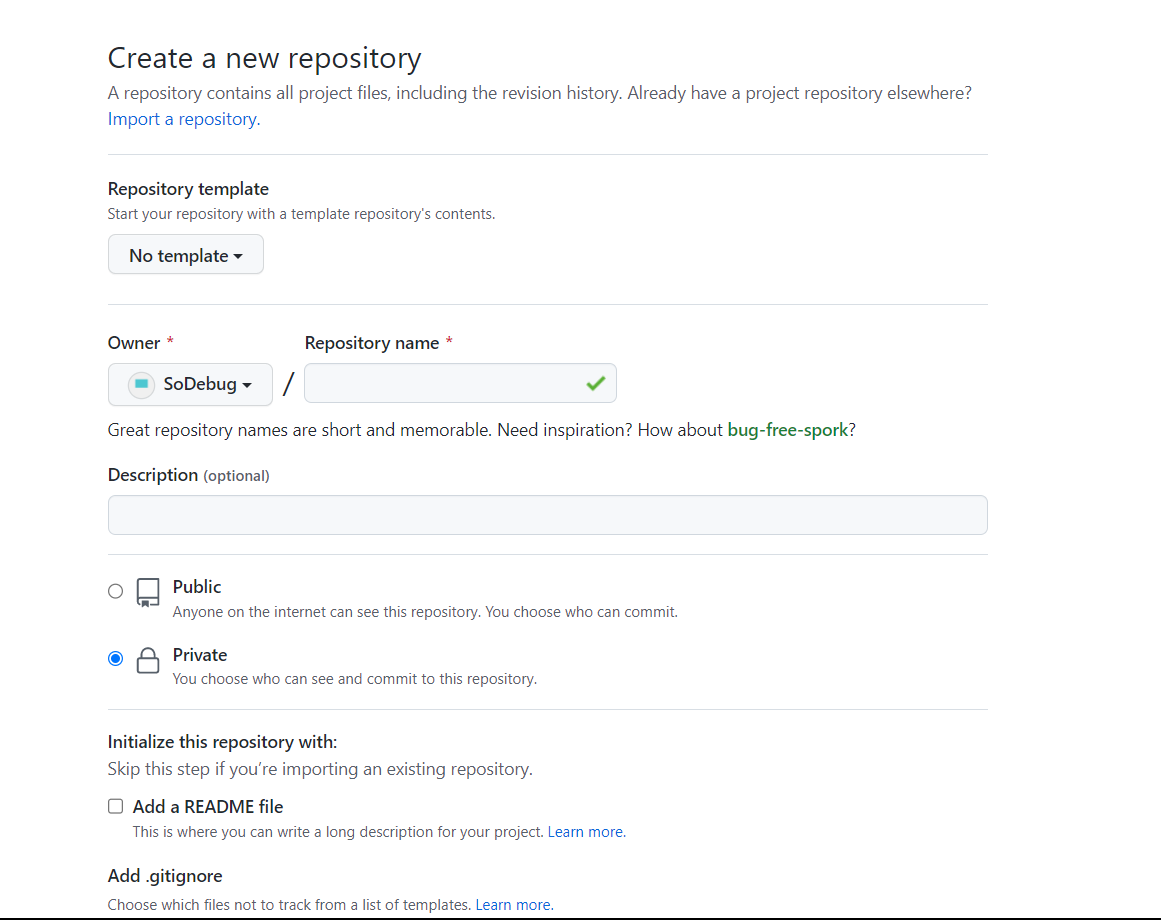 Create a new repository
A repository contains all project files, including the revision history. Already have a project repository elsewhere?
Import a repository.
Repository template
Start your repository with a template repository's contents.
No template
Owner * Repository name *
SoDebug /
Great repository names are short and memorable. Need inspiration? How about bug-free-spork?
Description (optional)
Public
Anyone on the internet can see this repository. You choose who can commit.
Private
You choose who can see and commit to this repository.
Initialize this repository with:
Skip this step if you’re importing an existing repository.
Add a README file
This is where you can write a long description for your project. Learn more.
Add .gitignore
Choose which files not to track from a list of templates. Learn more.